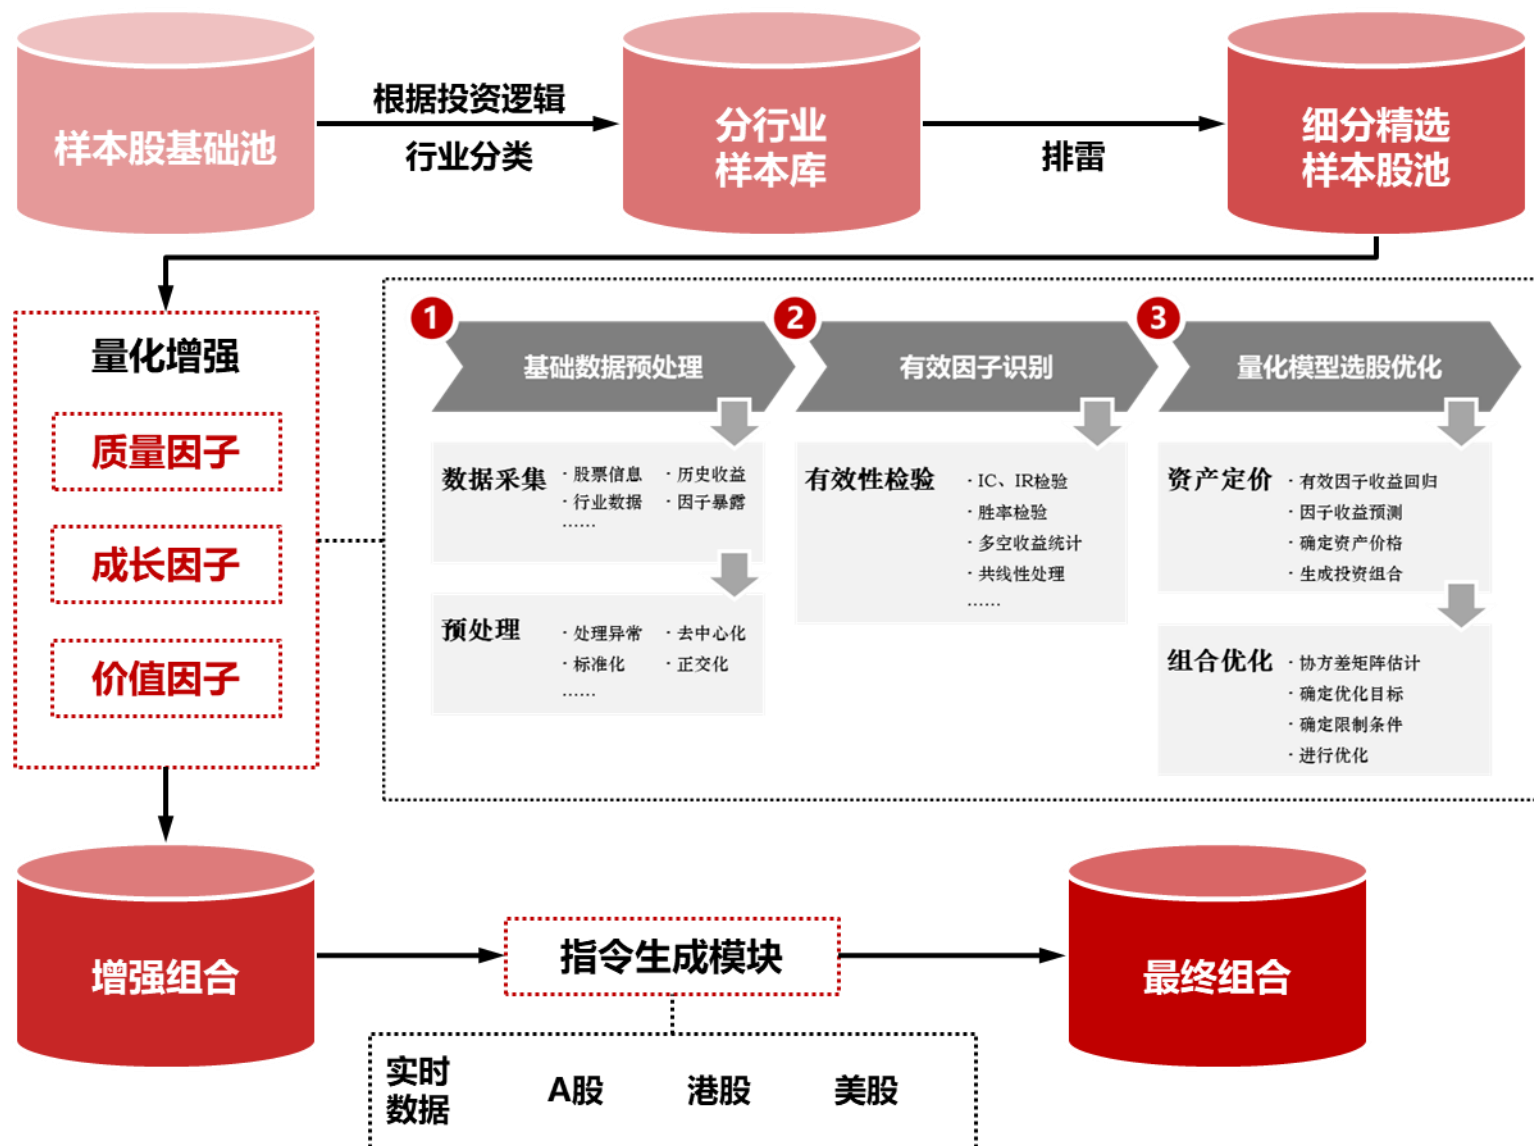 样本股基础池
根据投资逻辑
行业分类
分行业
样本库
排雷
细分精选
样本股池
量化增强
质量因子
成长因子
价值因子
1
基础数据预处理
数据采集
· 股票信息
· 历史收益
· 行业数据
· 因子暴露
……
预处理
· 处理异常
· 去中心化
· 标准化
· 正交化
……
2
有效因子识别
有效性检验
· IC、IR检验
· 胜率检验
· 多空收益统计
· 共线性处理
……
3
量化模型选股优化
资产定价
· 有效因子收益回归
· 因子收益预测
· 确定资产价格
· 生成投资组合
组合优化
· 协方差矩阵估计
· 确定优化目标
· 确定限制条件
· 进行优化
增强组合
指令生成模块
最终组合
实时
数据
A股
港股
美股